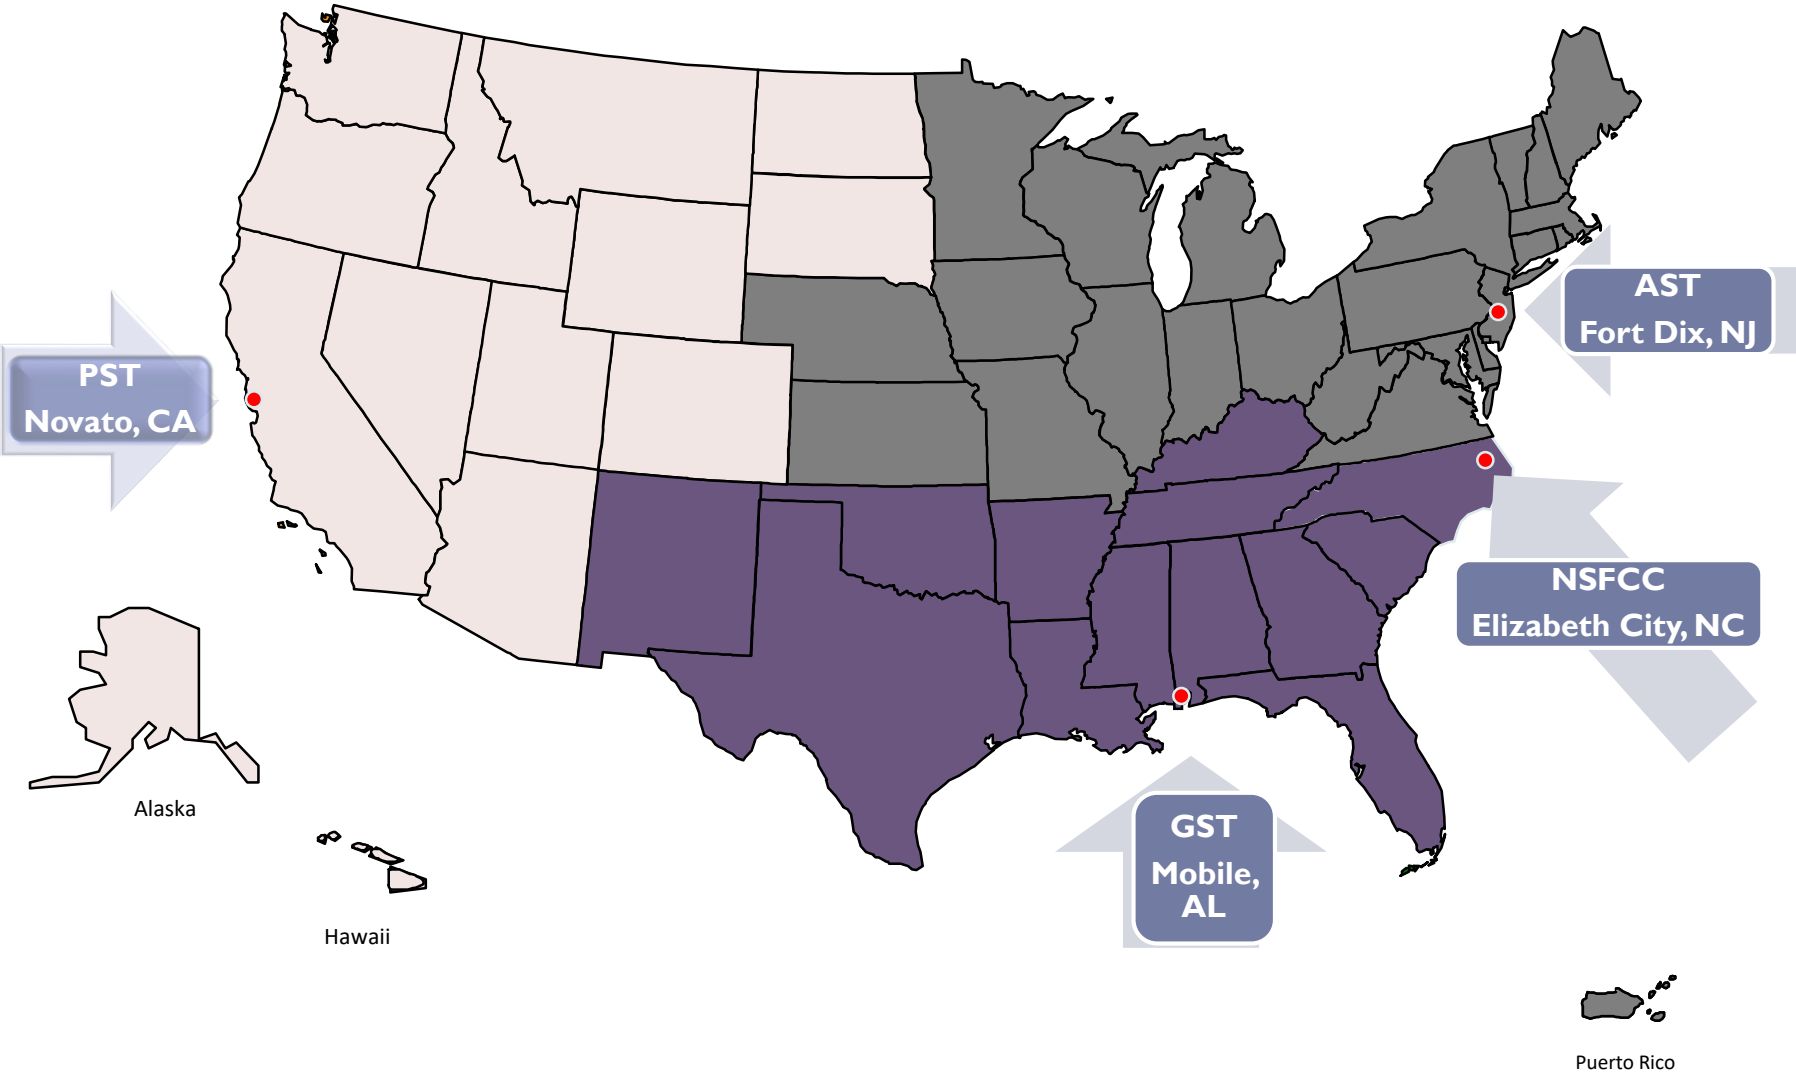 AST
Fort Dix, NJ
PST
Novato, CA
NSFCC
Elizabeth City, NC
Alaska
GST
Mobile,
AL
Hawaii
Puerto Rico